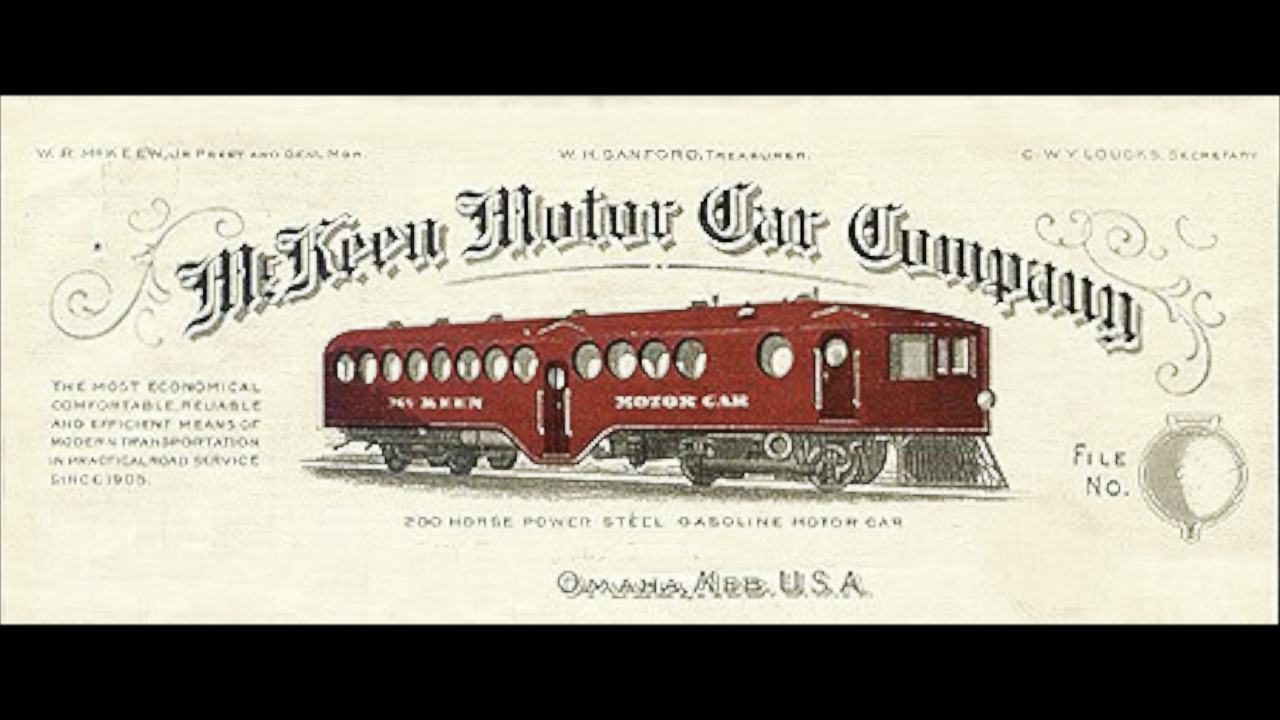 W. R. McKEEN, JR PREST AND GENL MGR.
W. H. SANFORD, TREASURER.
C. W. Y. LOUCKS, SECRETARY
McKeen Motor Car Company
THE MOST ECONOMICAL
COMFORTABLE, RELIABLE
AND EFFICIENT MEANS OF
MODERN TRANSPORTATION
IN PRACTICAL ROAD SERVICE
SINCE 1905.
McKEEN MOTOR CAR
FILE
NO.
200 HORSE POWER STEEL GASOLINE MOTOR CAR
OMAHA, NEB. U.S.A.